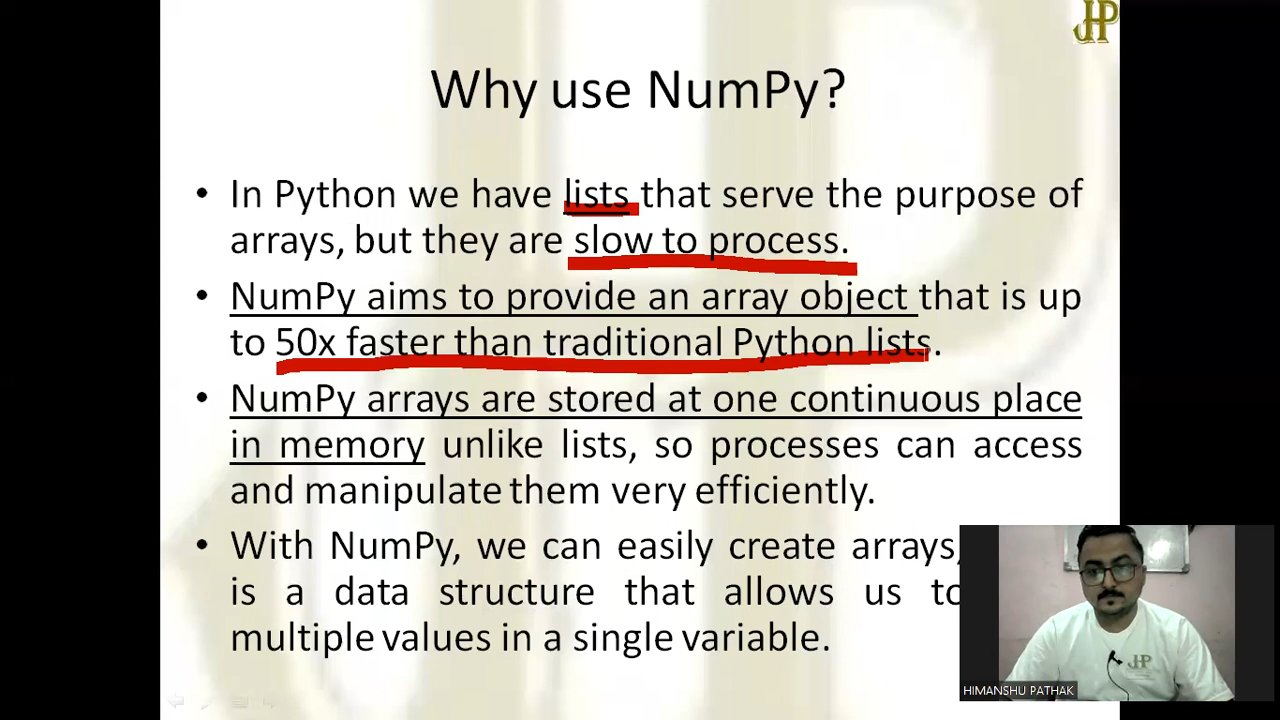 JHP
Why use NumPy?
• In Python we have lists that serve the purpose of
arrays, but they are slow to process.
• NumPy aims to provide an array object that is up
to 50x faster than traditional Python lists.
• NumPy arrays are stored at one continuous place
in memory unlike lists, so processes can access
and manipulate them very efficiently.
• With NumPy, we can easily create arrays,
is a data structure that allows us
multiple values in a single variable.
JHP
HIMANSHU PATHAK